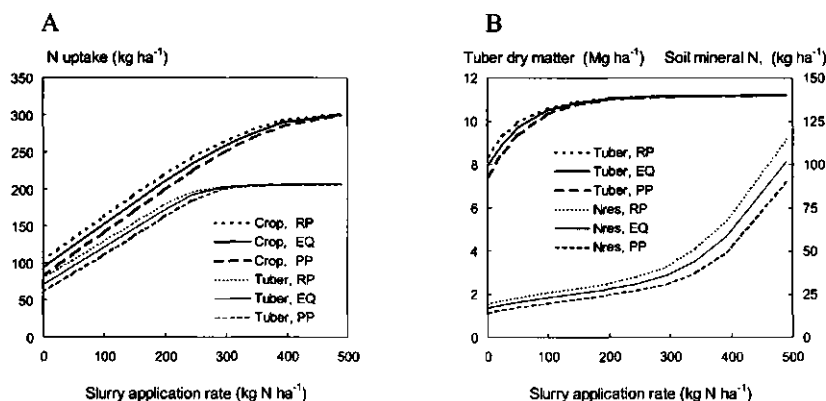 A
N uptake (kg ha⁻¹)
350
300
250
200
150
100
50
0
Crop, RP
Crop, EQ
Crop, PP
Tuber, RP
Tuber, EQ
Tuber, PP
0 100 200 300 400 500
Slurry application rate (kg N ha⁻¹)
B
Tuber dry matter (Mg ha⁻¹) Soil mineral N, (kg ha⁻¹)
12
10
8
6
4
2
0
Tuber, RP
Tuber, EQ
Tuber, PP
Nres, RP
Nres, EQ
Nres, PP
150
125
100
75
50
25
0
0 100 200 300 400 500
Slurry application rate (kg N ha⁻¹)